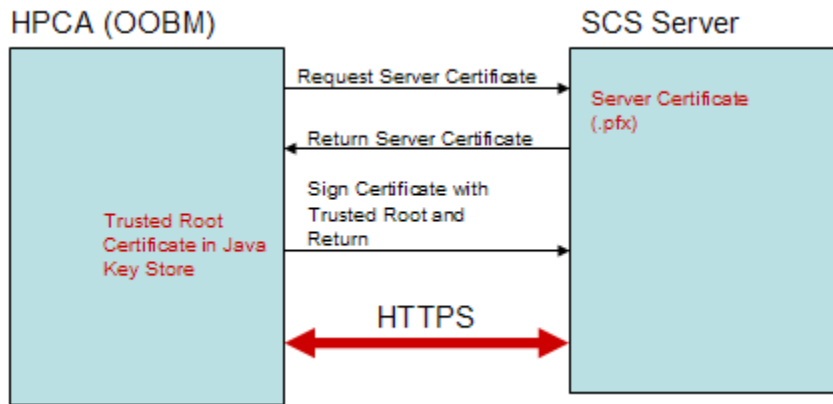 HPCA (OOBM)
SCS Server
Request Server Certificate
Server Certificate
(.pfx)
Return Server Certificate
Sign Certificate with
Trusted Root and
Return
Trusted Root
Certificate in Java
Key Store
HTTPS